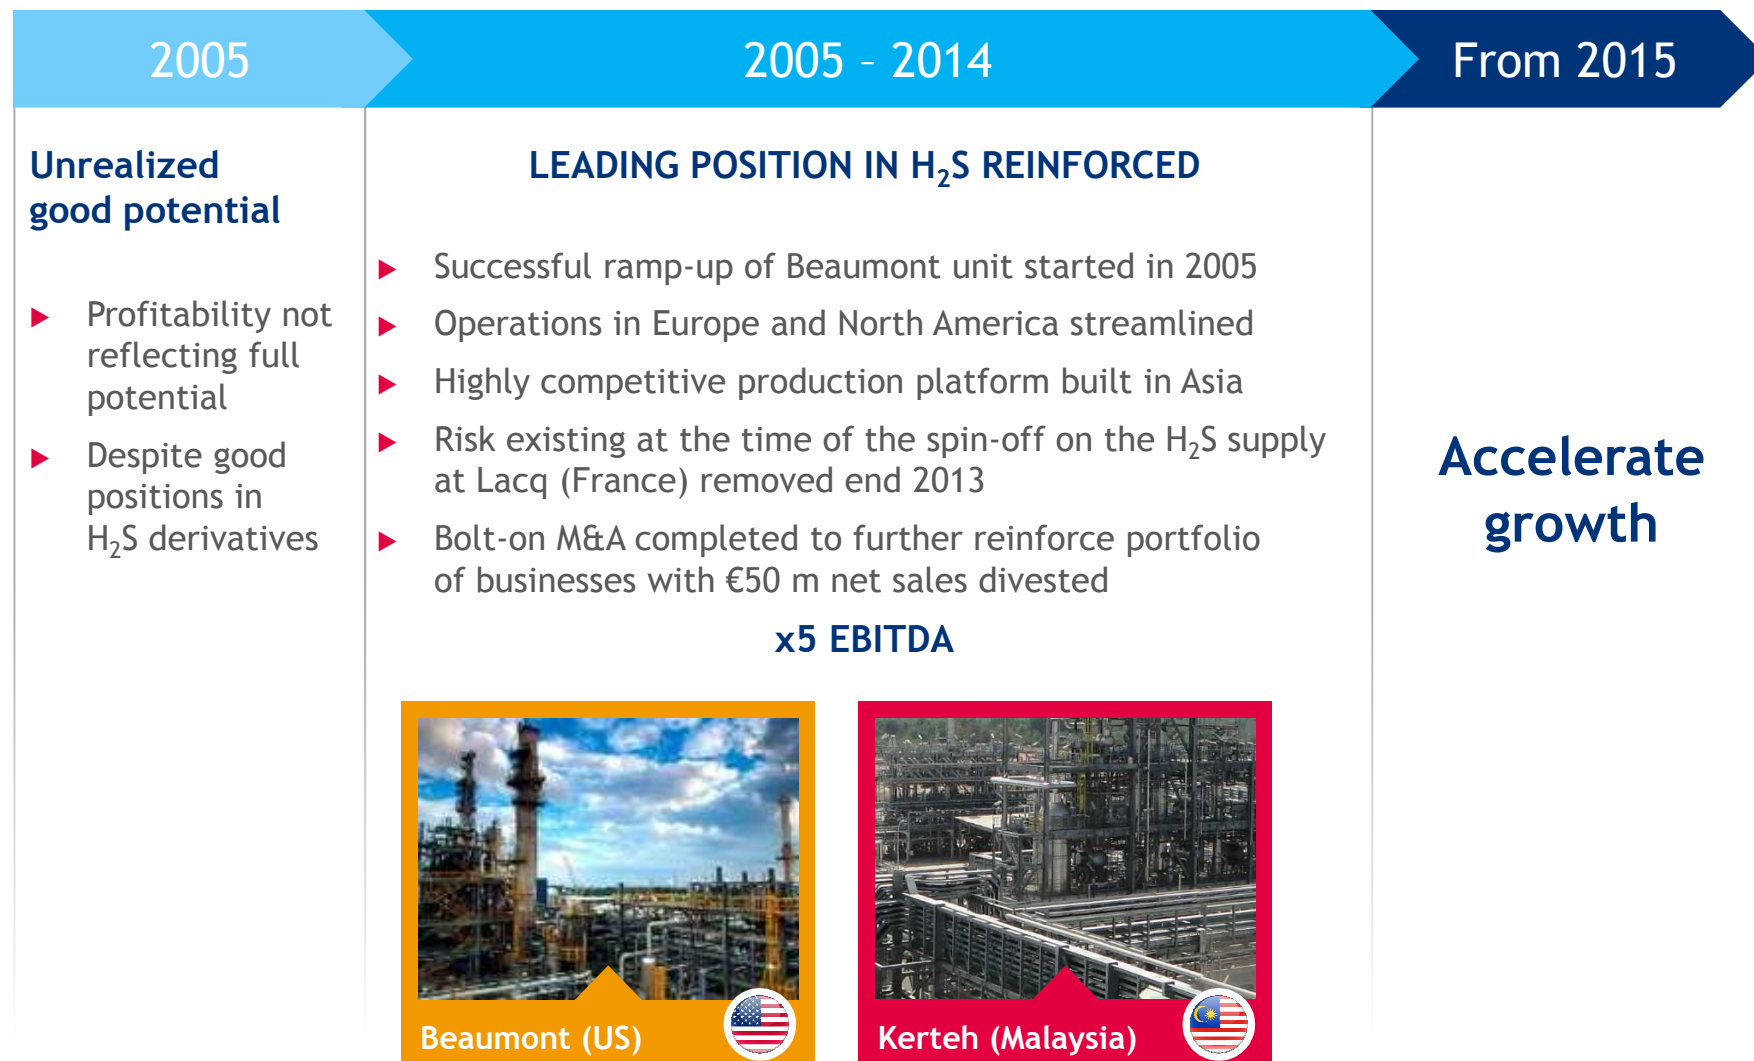 2005
2005 – 2014
From 2015
Unrealized
good potential
▶ Profitability not
reflecting full
potential
▶ Despite good
positions in
H₂S derivatives
LEADING POSITION IN H₂S REINFORCED
▶ Successful ramp-up of Beaumont unit started in 2005
▶ Operations in Europe and North America streamlined
▶ Highly competitive production platform built in Asia
▶ Risk existing at the time of the spin-off on the H₂S supply
at Lacq (France) removed end 2013
▶ Bolt-on M&A completed to further reinforce portfolio
of businesses with €50 m net sales divested
x5 EBITDA
Beaumont (US)
Kerteh (Malaysia)
Accelerate
growth